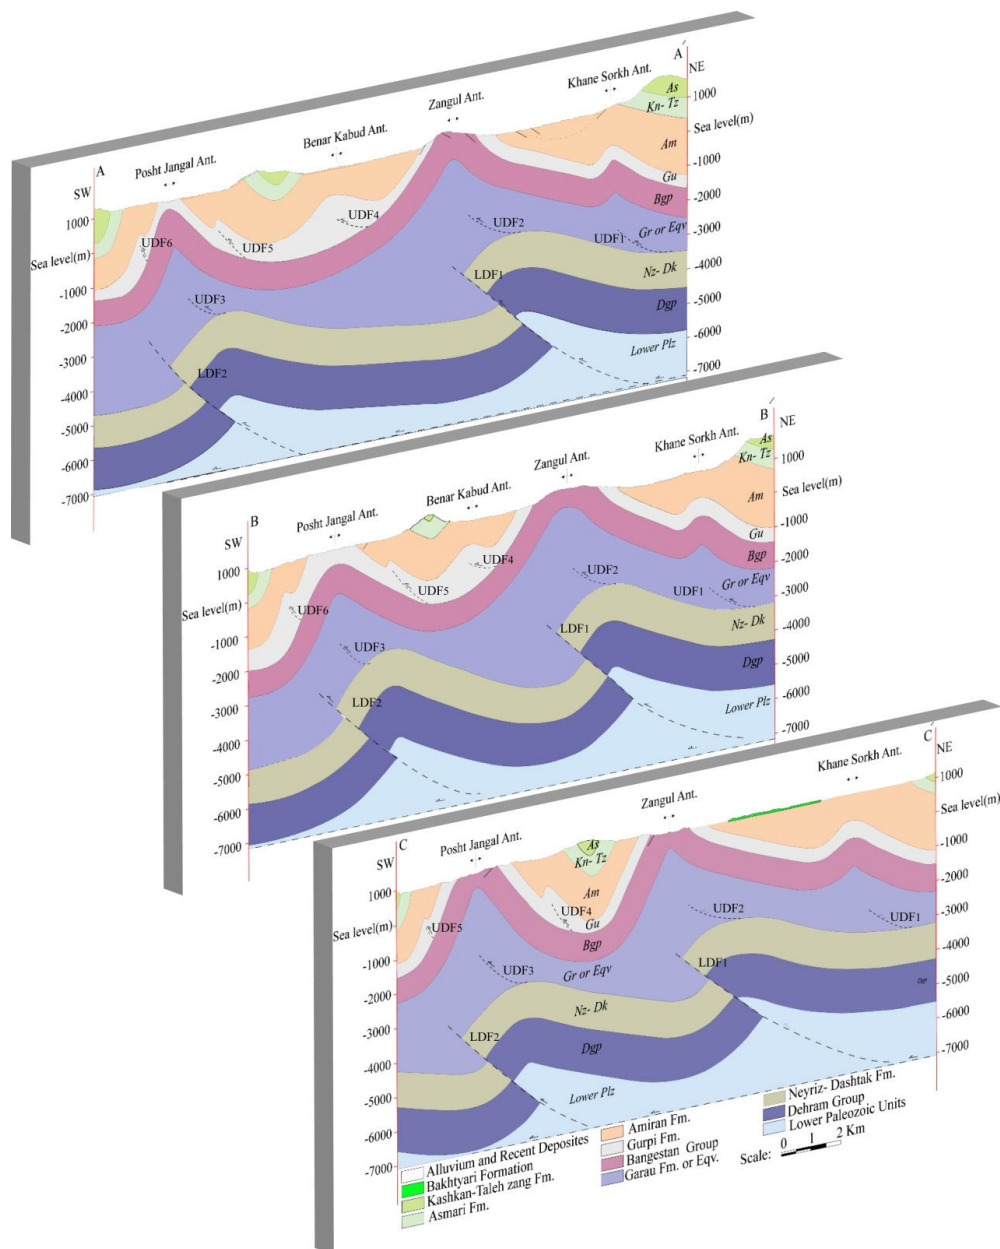 A'
NE
Khane Sorkh Ant.
Zangul Ant.
Benar Kabud Ant.
Posht Jangal Ant.
A
SW
As
Kn- Tz
Am
Gu
Bgp
Gr or Eqv
Nz- Dk
Dgp
Lower Plz
1000
Sea level(m)
-1000
-2000
-3000
-4000
-5000
-6000
-7000
1000
Sea level(m)
-1000
-2000
-3000
-4000
-5000
-6000
-7000
UDF6
UDF5
UDF4
UDF3
UDF2
UDF1
LDF1
LDF2
B
NE
Khane Sorkh Ant.
Zangul Ant.
Benar Kabud Ant.
Posht Jangal Ant.
B
SW
As
Kn- Tz
Am
Gu
Bgp
Gr or Eqv
Nz- Dk
Dgp
Lower Plz
1000
Sea level(m)
-1000
-2000
-3000
-4000
-5000
-6000
-7000
1000
Sea level(m)
-1000
-2000
-3000
-4000
-5000
-6000
-7000
UDF6
UDF5
UDF4
UDF3
UDF2
UDF1
LDF1
LDF2
C
NE
Khane Sorkh Ant.
Zangul Ant.
Posht Jangal Ant.
C
SW
As
Kn- Tz
Am
Gu
Bgp
Gr or Eqv
Nz- Dk
Dgp
Lower Plz
1000
Sea level(m)
-1000
-2000
-3000
-4000
-5000
-6000
-7000
1000
Sea level(m)
-1000
-2000
-3000
-4000
-5000
-6000
-7000
UDF5
UDF4
UDF3
UDF2
UDF1
LDF1
LDF2
Alluvium and Recent Deposites
Bakhtyari Formation
Kashkan-Taleh zang Fm.
Asmari Fm.
Amiran Fm.
Gurpi Fm.
Bangestan Group
Garau Fm. or Eqv.
Neyriz- Dashtak Fm.
Dehram Group
Lower Paleozoic Units
Scale:
0 1 2 Km